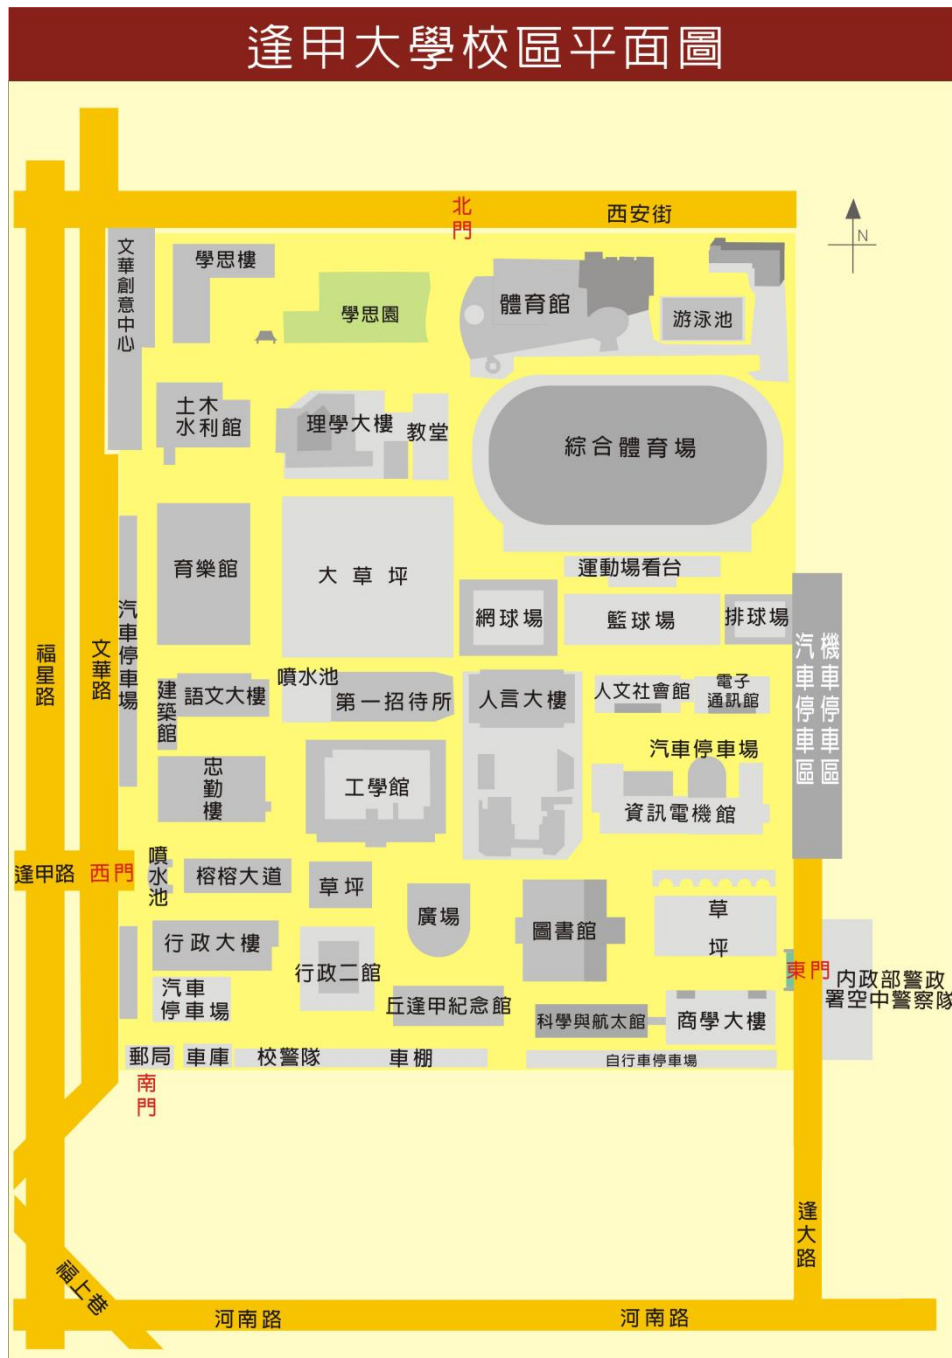 逢甲大學校區平面圖
北門
西安街
N
文華創意中心
學思樓
學思園
體育館
游泳池
土木
水利館
理學大樓
教堂
綜合體育場
育樂館
大草坪
運動場看台
網球場
籃球場
排球場
汽車停車場
福星路
文華路
機車停車區
汽車停車區
建築館
語文大樓
噴水池
第一招待所
人言大樓
人文社會館
電子
通訊館
忠勤樓
工學館
汽車停車場
資訊電機館
逢甲路
西門
噴水池
榕榕大道
草坪
廣場
圖書館
草坪
行政大樓
行政二館
東門
內政部警政
署空中警察隊
汽車
停車場
丘逢甲紀念館
科學與航太館
商學大樓
郵局
車庫
校警隊
車棚
自行車停車場
南門
逢大路
福上巷
河南路
河南路